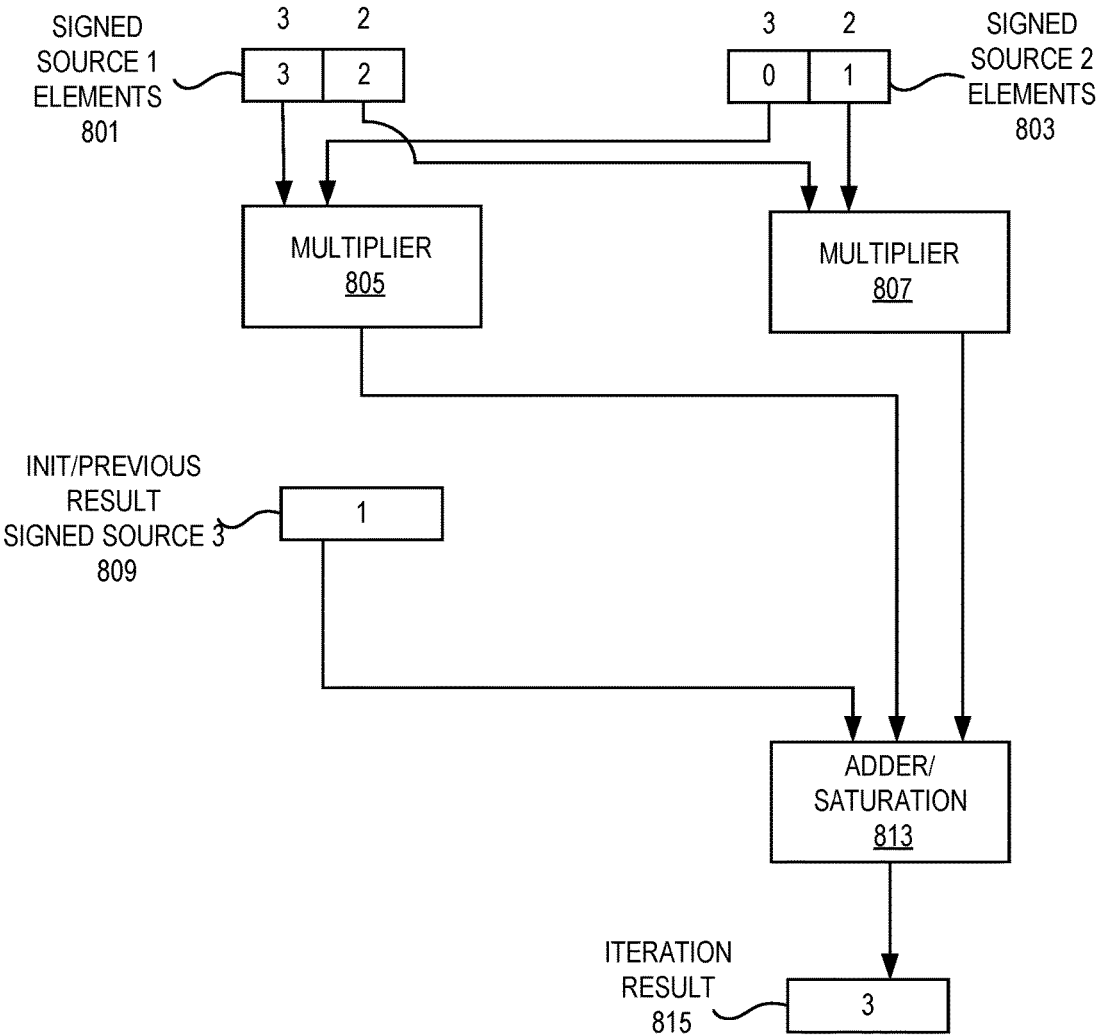 SIGNED
SOURCE 1
ELEMENTS
801
3 2
3 2
3 2
0 1
SIGNED
SOURCE 2
ELEMENTS
803
MULTIPLIER
805
MULTIPLIER
807
INIT/PREVIOUS
RESULT
SIGNED SOURCE 3
809
1
ADDER/
SATURATION
813
ITERATION
RESULT
815
3